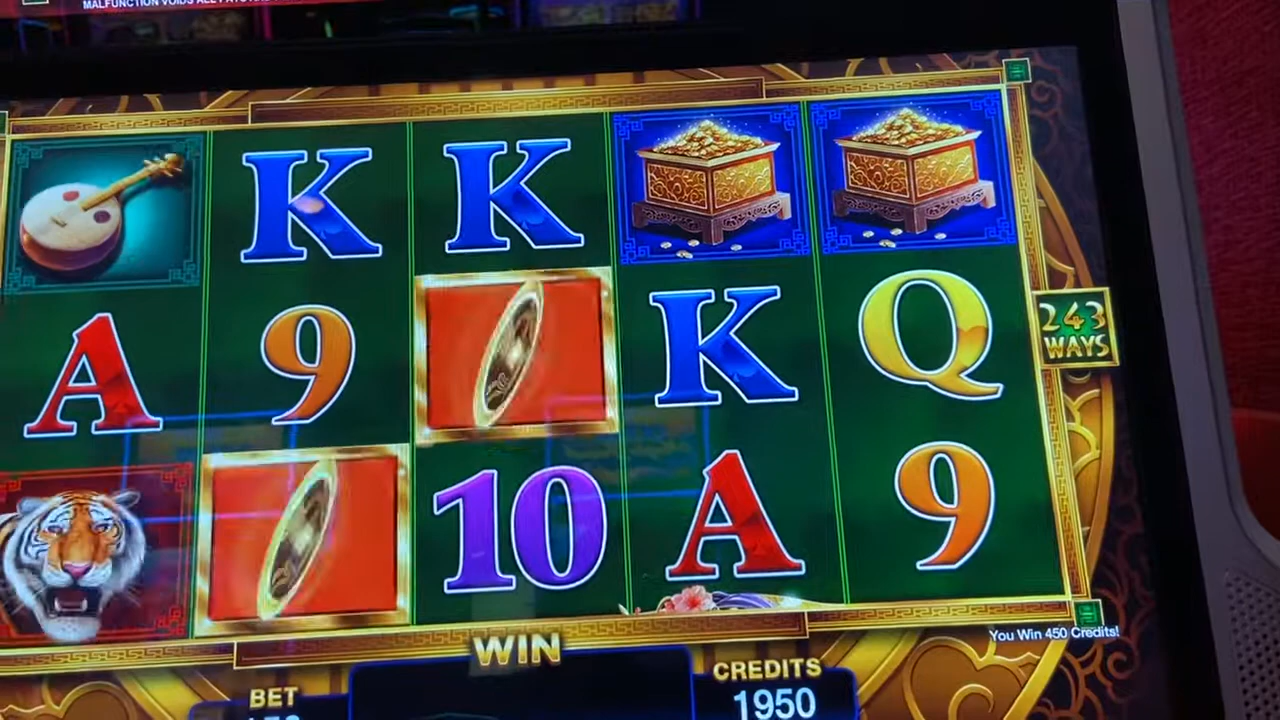 MALFUNCTION VOIDS ALL
K K
A 9 K Q
243
WAYS
10 A 9
You Win 450 Credits!
WIN
BET
CREDITS
1950